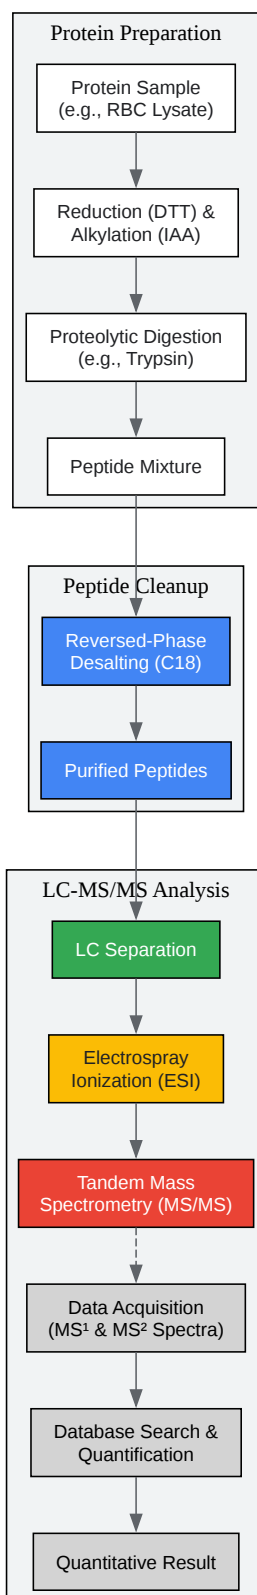 Protein Preparation
Protein Sample
(e.g., RBC Lysate)
Reduction (DTT) &
Alkylation (IAA)
Proteolytic Digestion
(e.g., Trypsin)
Peptide Mixture
Peptide Cleanup
Reversed-Phase
Desalting (C18)
Purified Peptides
LC-MS/MS Analysis
LC Separation
Electrospray
Ionization (ESI)
Tandem Mass
Spectrometry (MS/MS)
Data Acquisition
(MS¹ & MS² Spectra)
Database Search &
Quantification
Quantitative Result